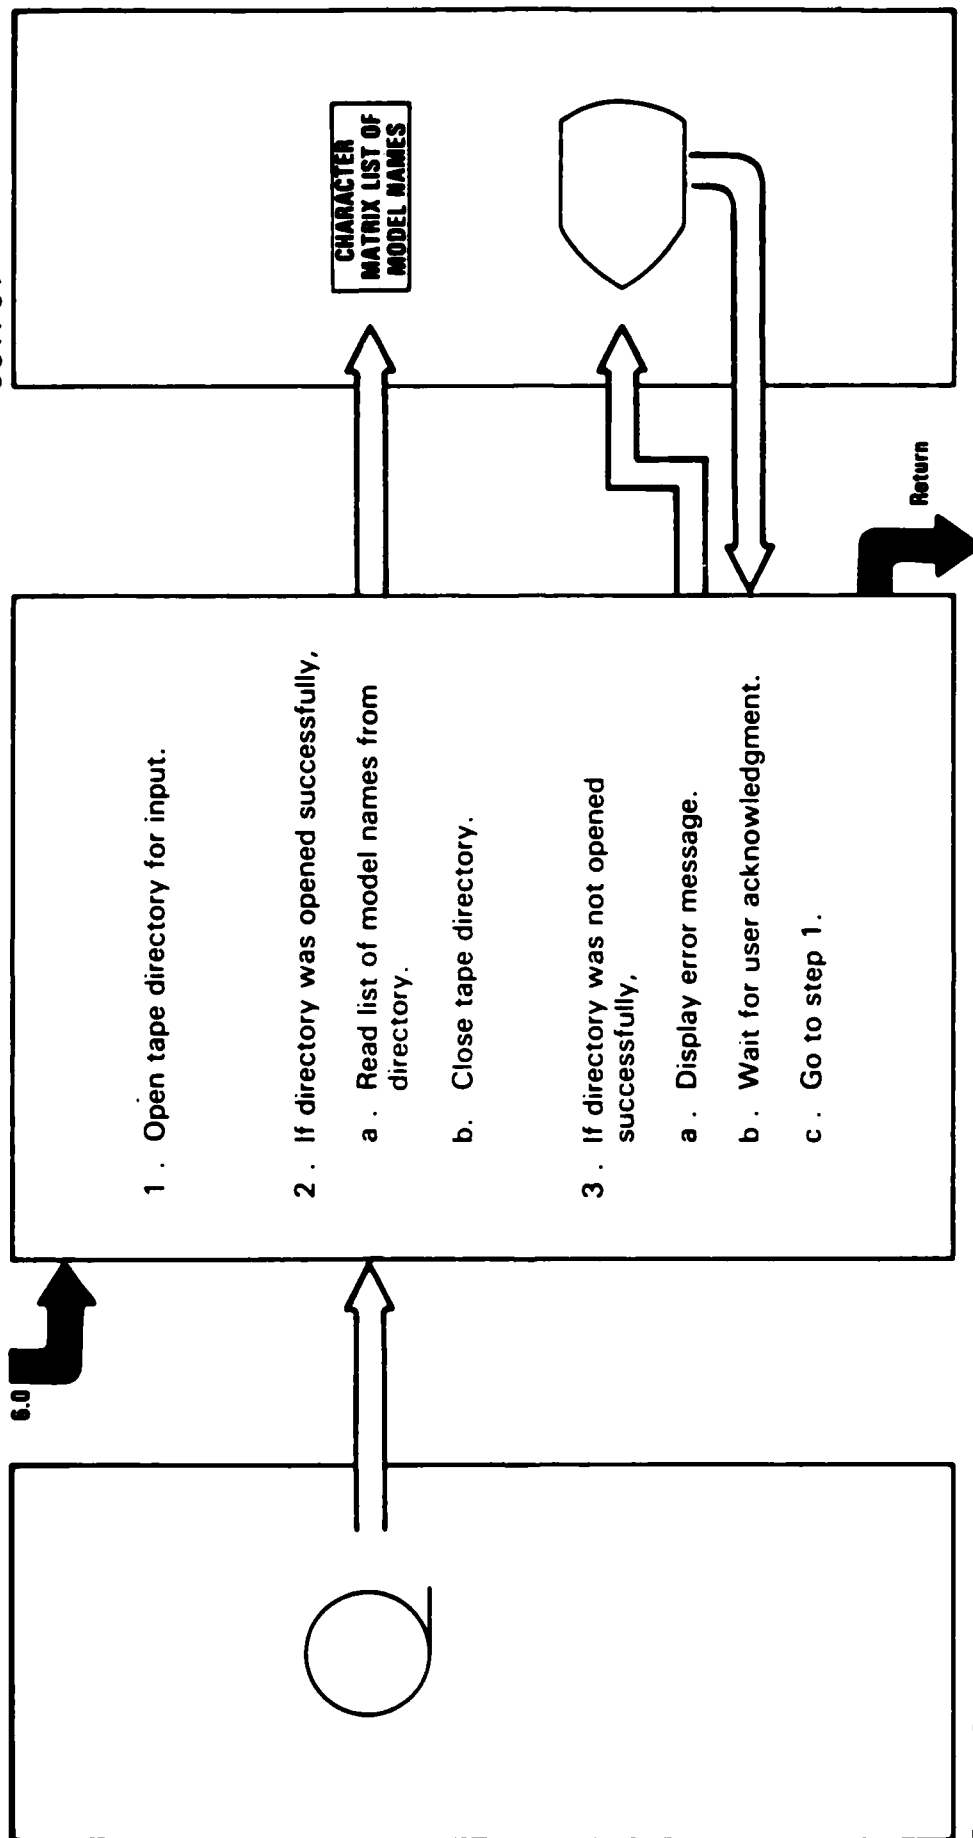 6.0
1. Open tape directory for input.
2. If directory was opened successfully,
a. Read list of model names from
directory.
b. Close tape directory.
3. If directory was not opened
successfully,
a. Display error message.
b. Wait for user acknowledgment.
c. Go to step 1.
CHARACTER
MATRIX LIST OF
MODEL NAMES
Return